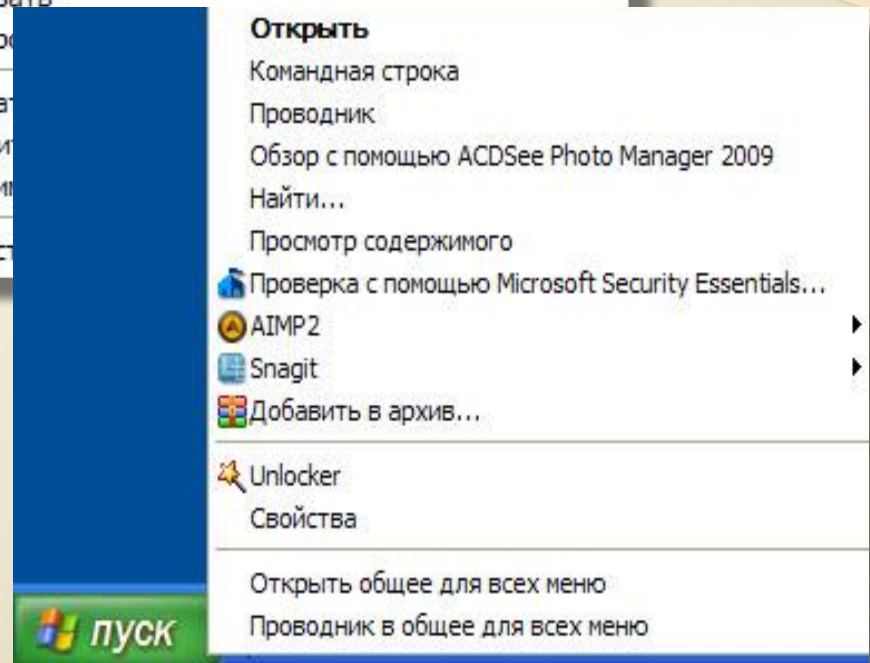 Открыть
Командная строка
Проводник
Обзор с помощью ACDSee Photo Manager 2009
Найти...
Просмотр содержимого
Проверка с помощью Microsoft Security Essentials...
AIMP2
Snagit
Добавить в архив...
Unlocker
Свойства
Открыть общее для всех меню
Проводник в общее для всех меню
пуск